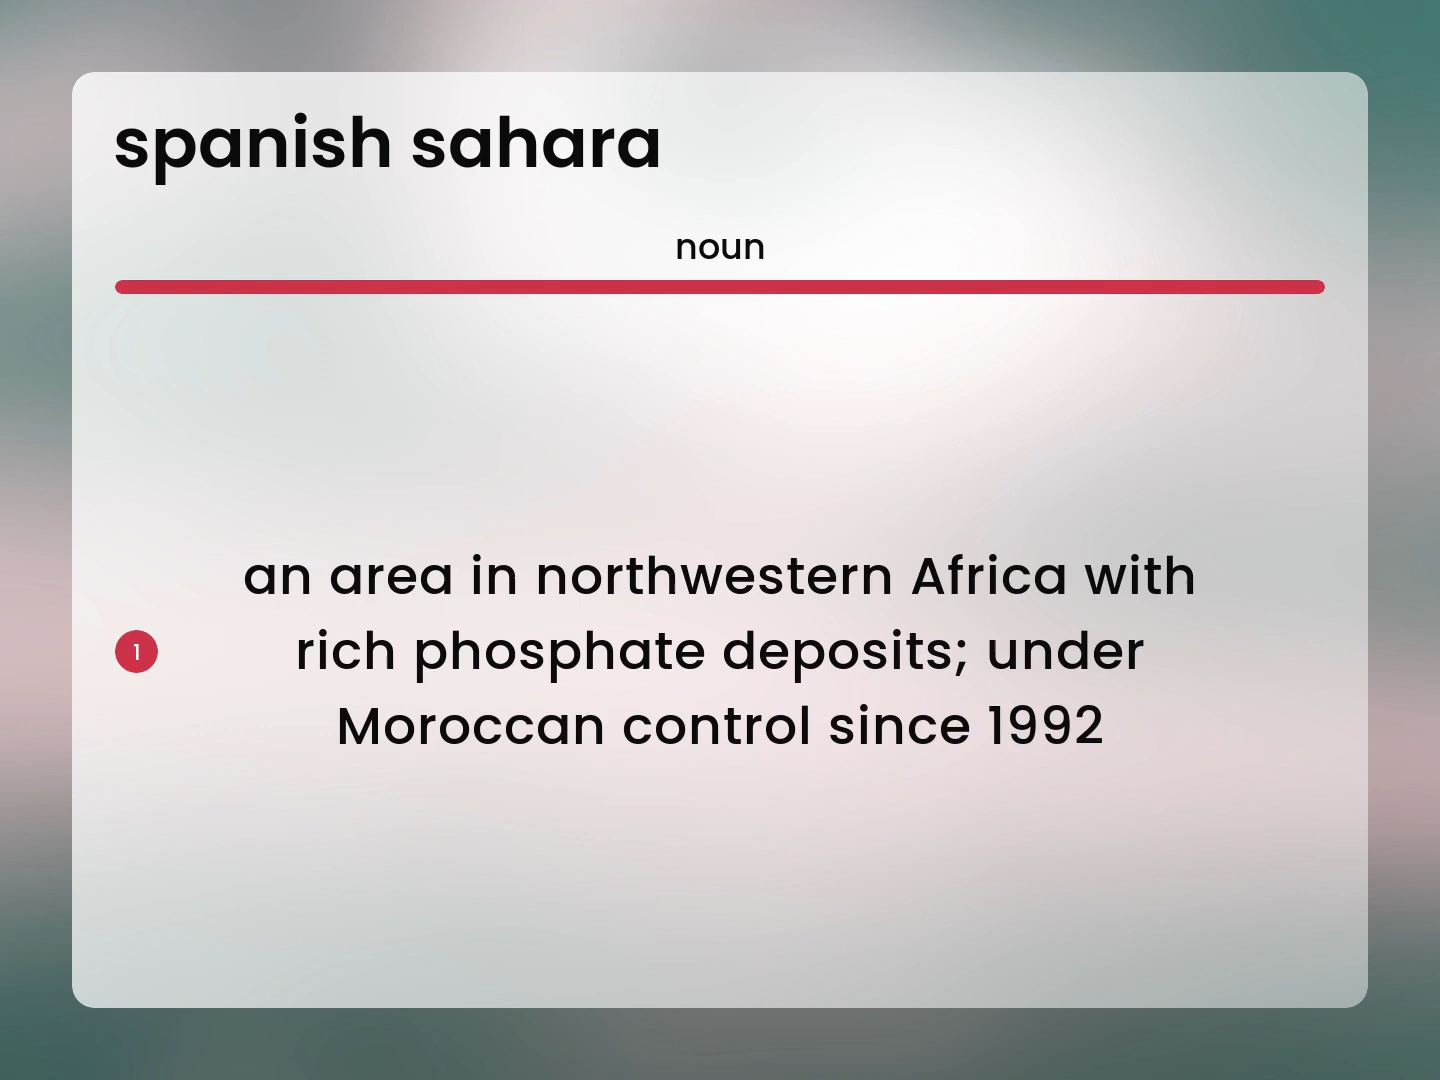 spanish sahara
noun
an area in northwestern Africa with
1
rich phosphate deposits; under
Moroccan control since 1992